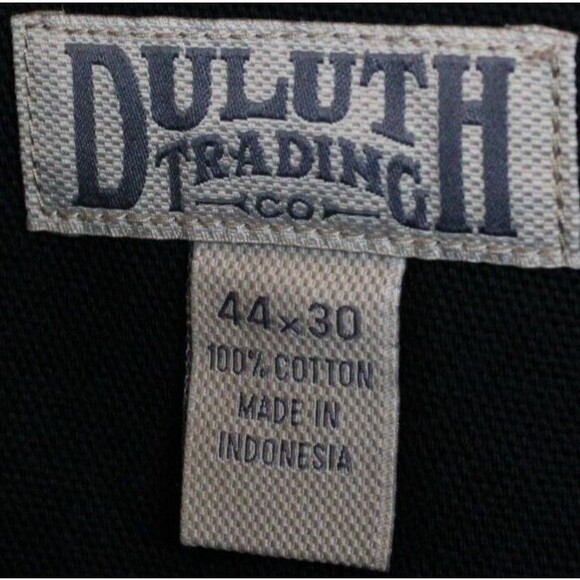 DULUTH
TRADING
CO
44x30
100% COTTON
MADE IN
INDONESIA